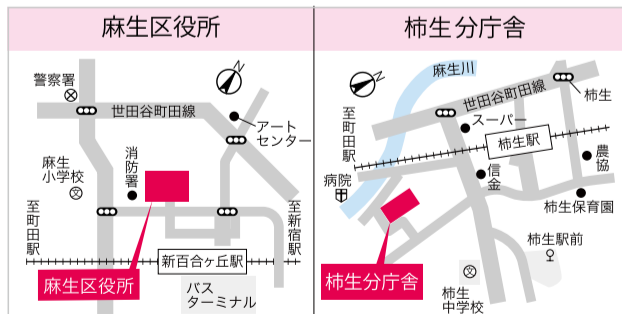 麻生区役所
警察署
N
世田谷町田線
アート
センター
麻生
小学校
消防署
至町田駅
至新宿駅
新百合ヶ丘駅
麻生区役所
バス
ターミナル
柿生分庁舎
N
麻生川
世田谷町田線
柿生
至町田駅
スーパー
柿生駅
農協
信金
病院
柿生保育園
柿生駅前
柿生分庁舎
柿生
中学校